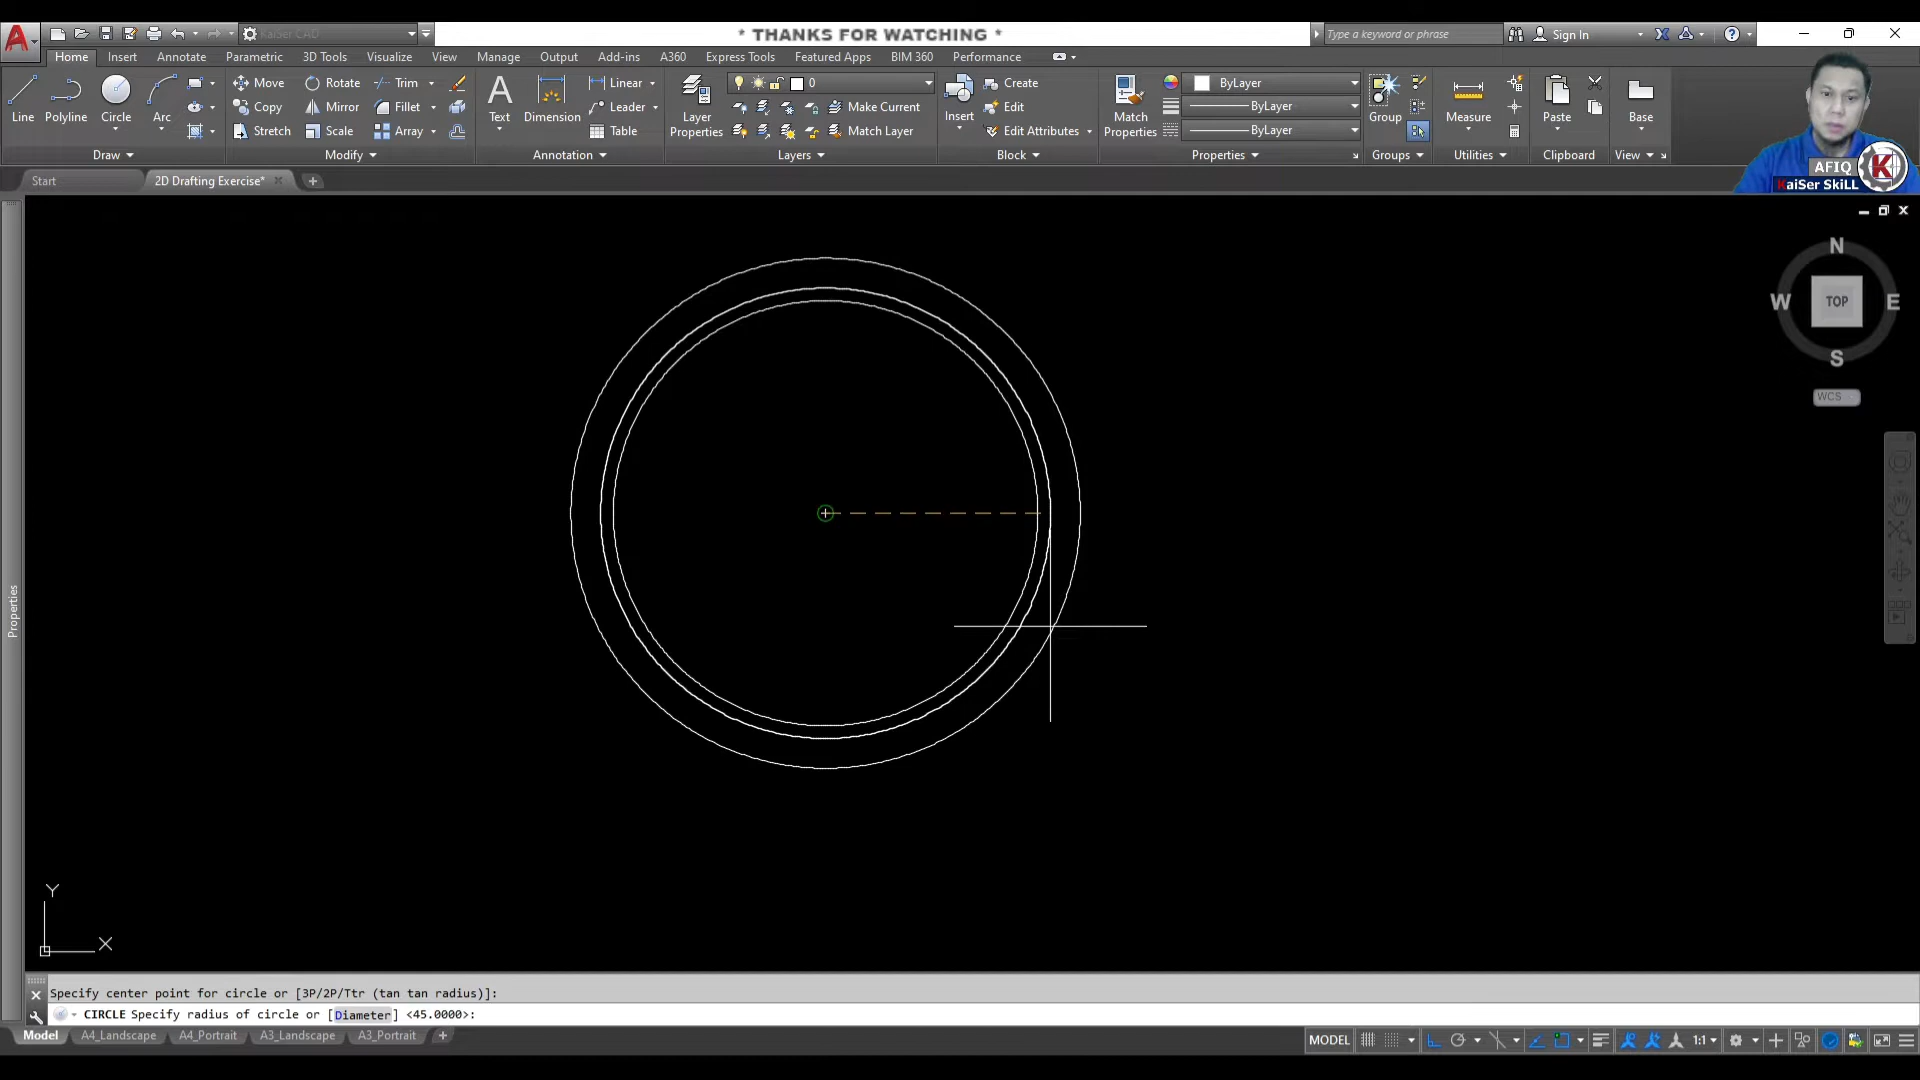 KaiSer CAD
* THANKS FOR WATCHING *
Type a keyword or phrase
Sign In
Home Insert Annotate Parametric 3D Tools Visualize View Manage Output Add-ins A360 Express Tools Featured Apps BIM 360 Performance
Line
Polyline
Circle
Arc
Draw
Move
Rotate
Trim
Copy
Mirror
Fillet
Stretch
Scale
Array
Modify
Text
Dimension
Linear
Leader
Table
Annotation
Layer
Properties
0
Make Current
Match Layer
Layers
Insert
Create
Edit
Edit Attributes
Block
Match
Properties
ByLayer
ByLayer
ByLayer
Properties
Group
Groups
Measure
Utilities
Paste
Clipboard
Base
View
AFIQ
K
KaiSer SkiLL
Start
2D Drafting Exercise*
N
W
TOP
E
S
WCS
Properties
Y
X
Specify center point for circle or [3P/2P/Ttr (tan tan radius)]:
CIRCLE Specify radius of circle or [Diameter] <45.0000>:
Model A4_Landscape A4_Portrait A3_Landscape A3_Portrait
MODEL
1:1